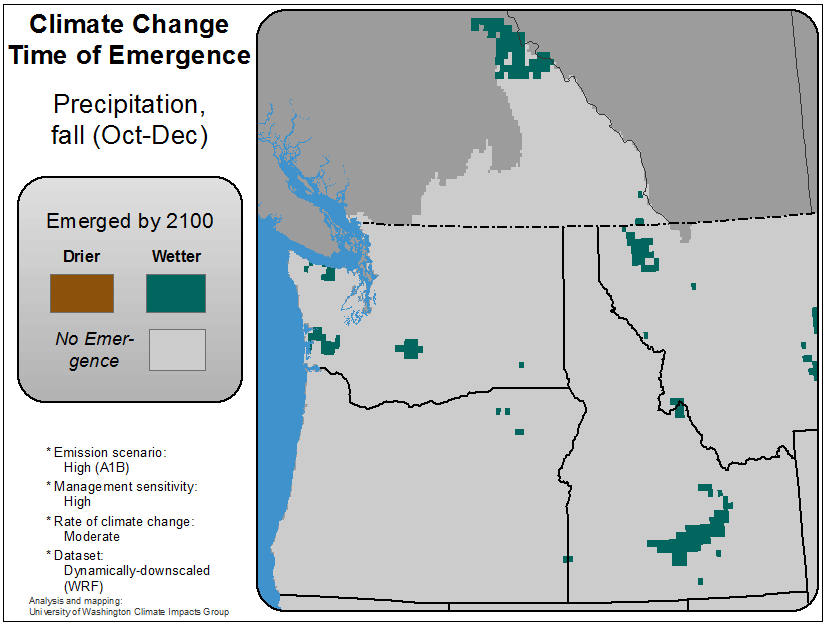 Climate Change
Time of Emergence
Precipitation,
fall (Oct-Dec)
Emerged by 2100
Drier Wetter
No Emer-
gence
* Emission scenario:
High (A1B)
* Management sensitivity:
High
* Rate of climate change:
Moderate
* Dataset:
Dynamically-downscaled
(WRF)
Analysis and mapping:
University of Washington Climate Impacts Group